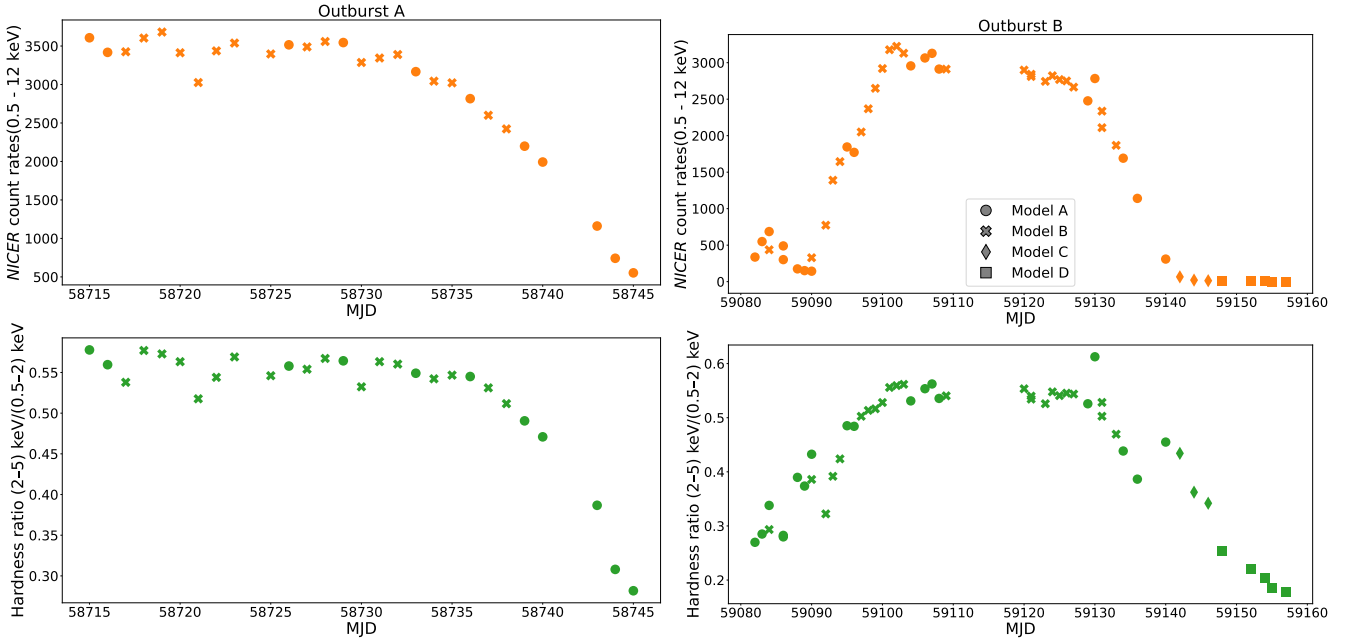 Outburst A
NICER count rates(0.5 - 12 keV)
3500
3000
2500
2000
1500
1000
500
58715 58720 58725 58730 58735 58740 58745
MJD
Outburst B
NICER count rates(0.5 - 12 keV)
3000
2500
2000
1500
1000
500
0
Model A
Model B
Model C
Model D
59080 59090 59100 59110 59120 59130 59140 59150 59160
MJD
Hardness ratio (2–5) keV/(0.5–2) keV
0.55
0.50
0.45
0.40
0.35
0.30
58715 58720 58725 58730 58735 58740 58745
MJD
Hardness ratio (2–5) keV/(0.5–2) keV
0.6
0.5
0.4
0.3
0.2
59080 59090 59100 59110 59120 59130 59140 59150 59160
MJD